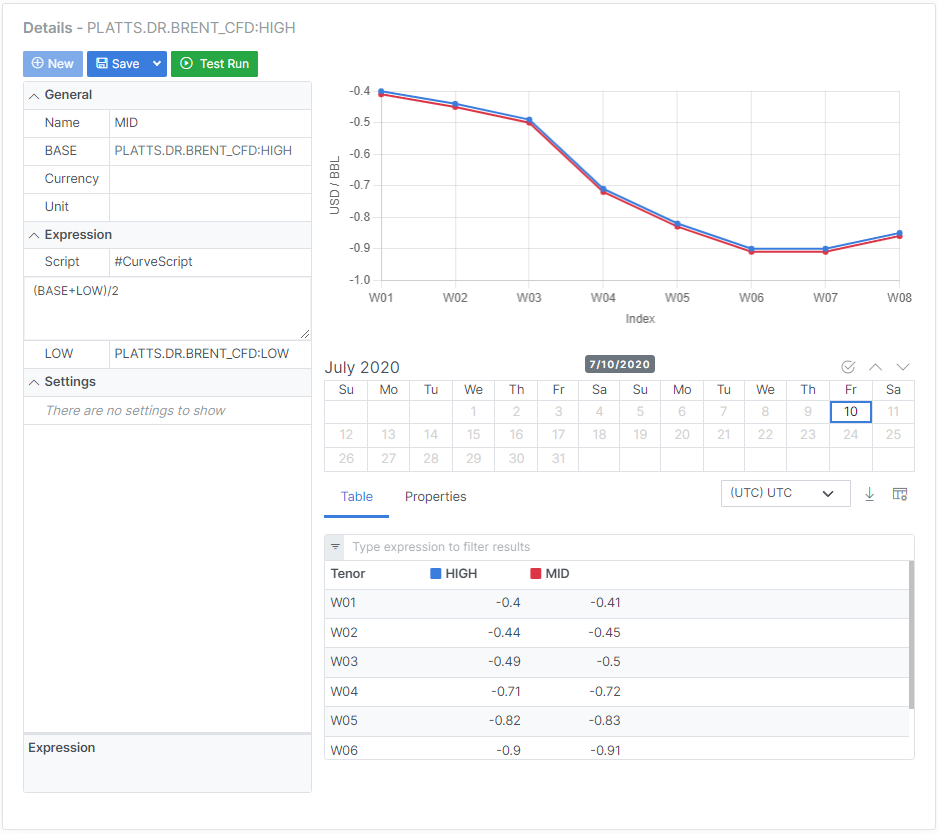 Details - PLATTS.DR.BRENT_CFD:HIGH
New Save Test Run
General
Name MID
BASE PLATTS.DR.BRENT_CFD:HIGH
Currency
Unit
Expression
Script #CurveScript
(BASE+LOW)/2
LOW PLATTS.DR.BRENT_CFD:LOW
Settings
There are no settings to show
Expression
-0.4
-0.5
-0.6
-0.7
-0.8
-0.9
-1.0
USD / BBL
W01 W02 W03 W04 W05 W06 W07 W08
Index
July 2020 7/10/2020
Su Mo Tu We Th Fr Sa Su Mo Tu We Th Fr Sa
1 2 3 4 5 6 7 8 9 10 11
12 13 14 15 16 17 18 19 20 21 22 23 24 25
26 27 28 29 30 31
Table Properties (UTC) UTC
Type expression to filter results
Tenor HIGH MID
W01 -0.4 -0.41
W02 -0.44 -0.45
W03 -0.49 -0.5
W04 -0.71 -0.72
W05 -0.82 -0.83
W06 -0.9 -0.91